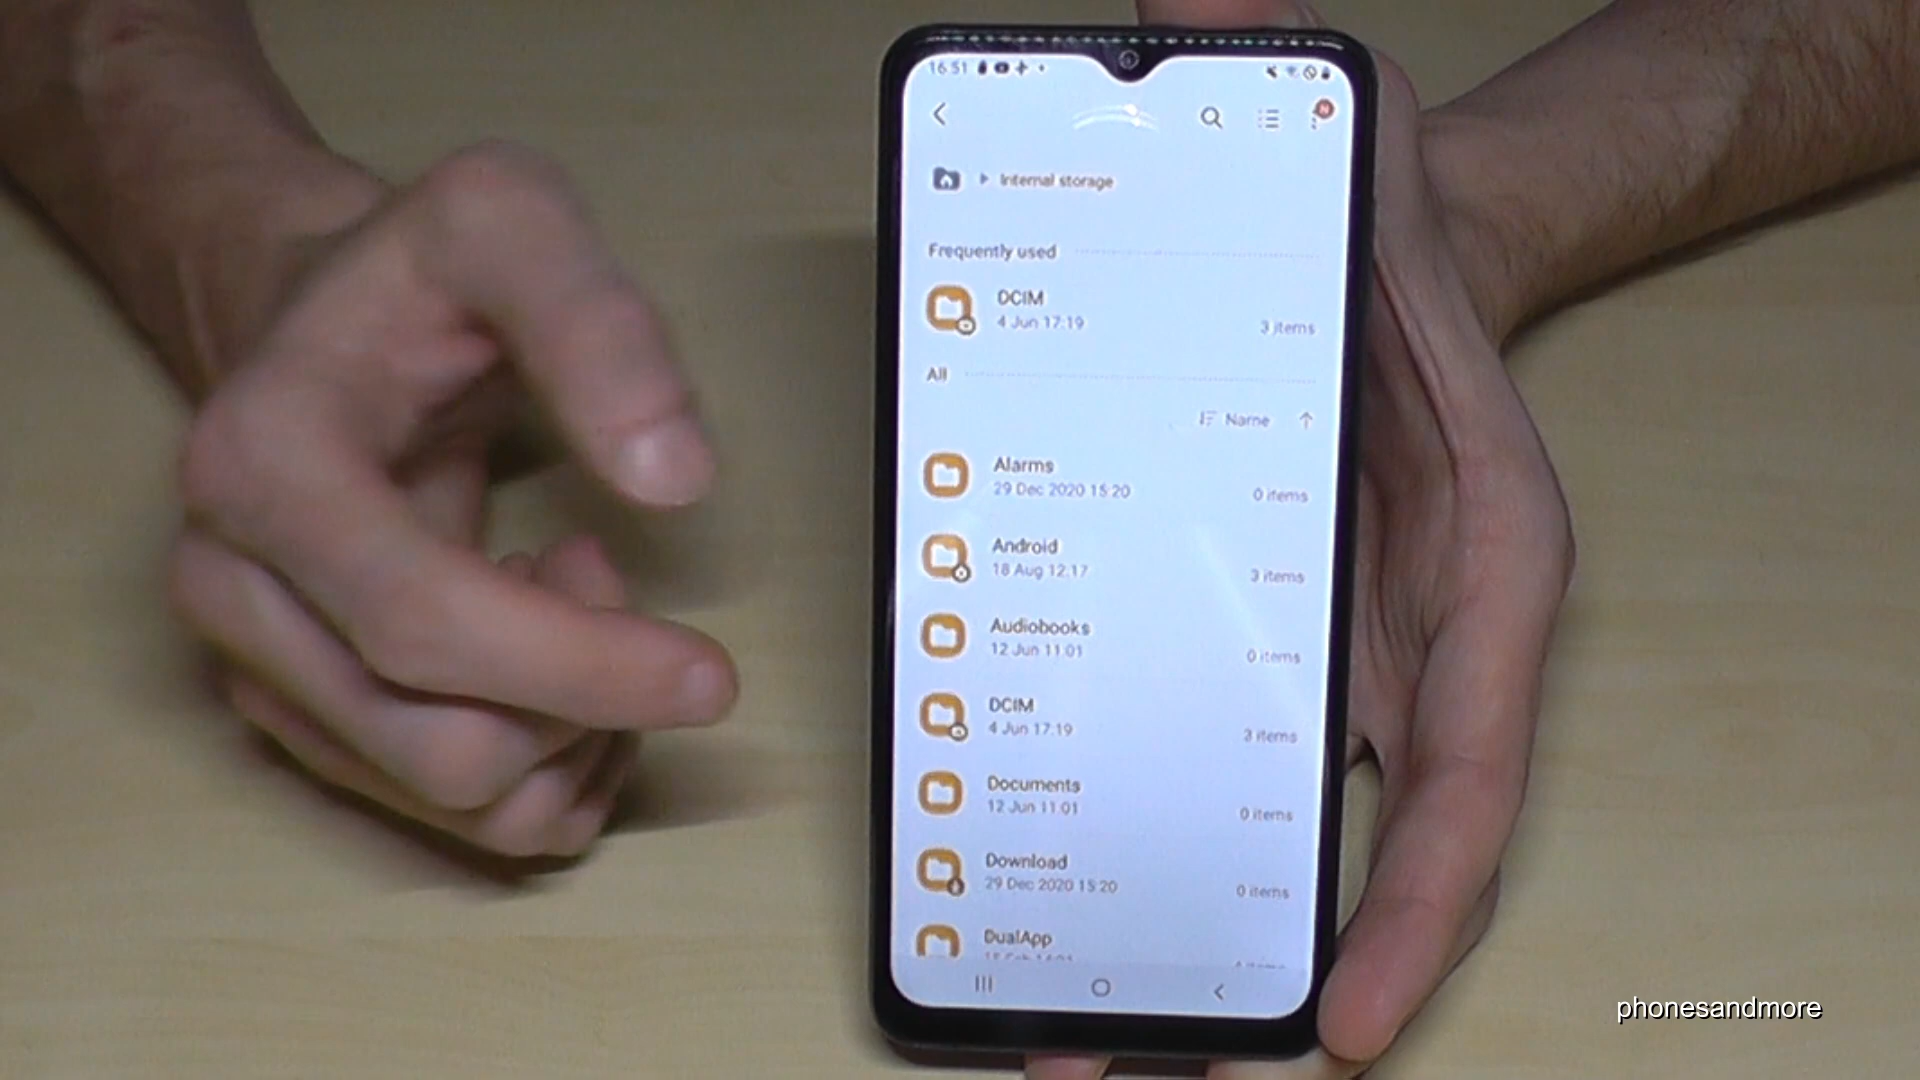 16:51
Internal storage
Frequently used
DCIM
4 Jun 17:19
3 items
All
Name
Alarms
29 Dec 2020 15:20
0 items
Android
18 Aug 12:17
3 items
Audiobooks
12 Jun 11:01
0 items
DCIM
4 Jun 17:19
3 items
Documents
12 Jun 11:01
0 items
Download
29 Dec 2020 15:20
0 items
DualApp
phonesandmore